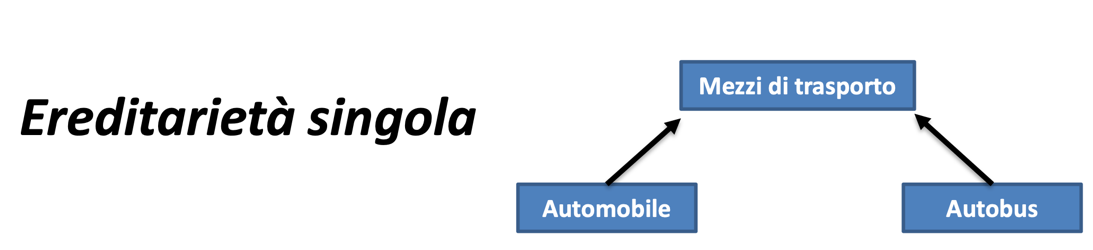 Ereditarietà singola
Mezzi di trasporto
Automobile
Autobus